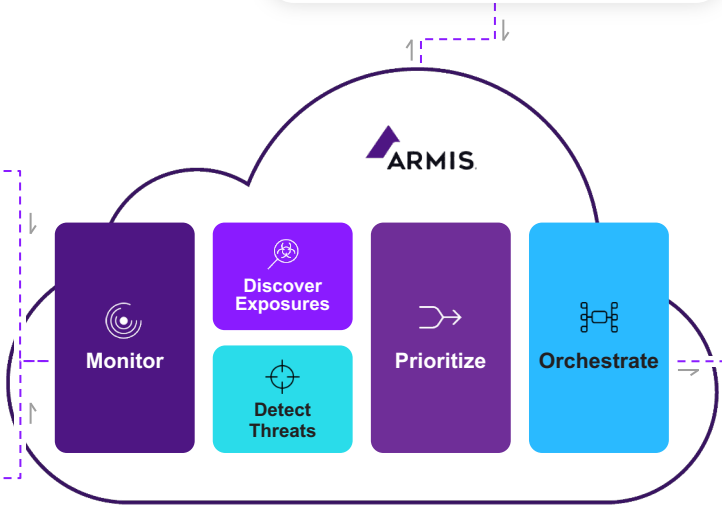 ARMIS
Monitor
Discover
Exposures
Detect
Threats
Prioritize
Orchestrate